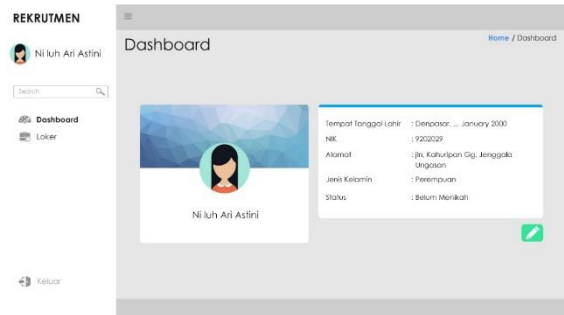 REKRUTMEN
Ni luh Ari Astini
Search
Dashboard
Loker
Keluar
Dashboard
Home / Dashboard
Ni luh Ari Astini
Tempat Tanggal Lahir : Denpasar, ... January 2000
NIK : 9202029
Alamat : jln. Kahuripan Gg. Jenggala
Ungasan
Jenis Kelamin : Perempuan
Status : Belum Menikah